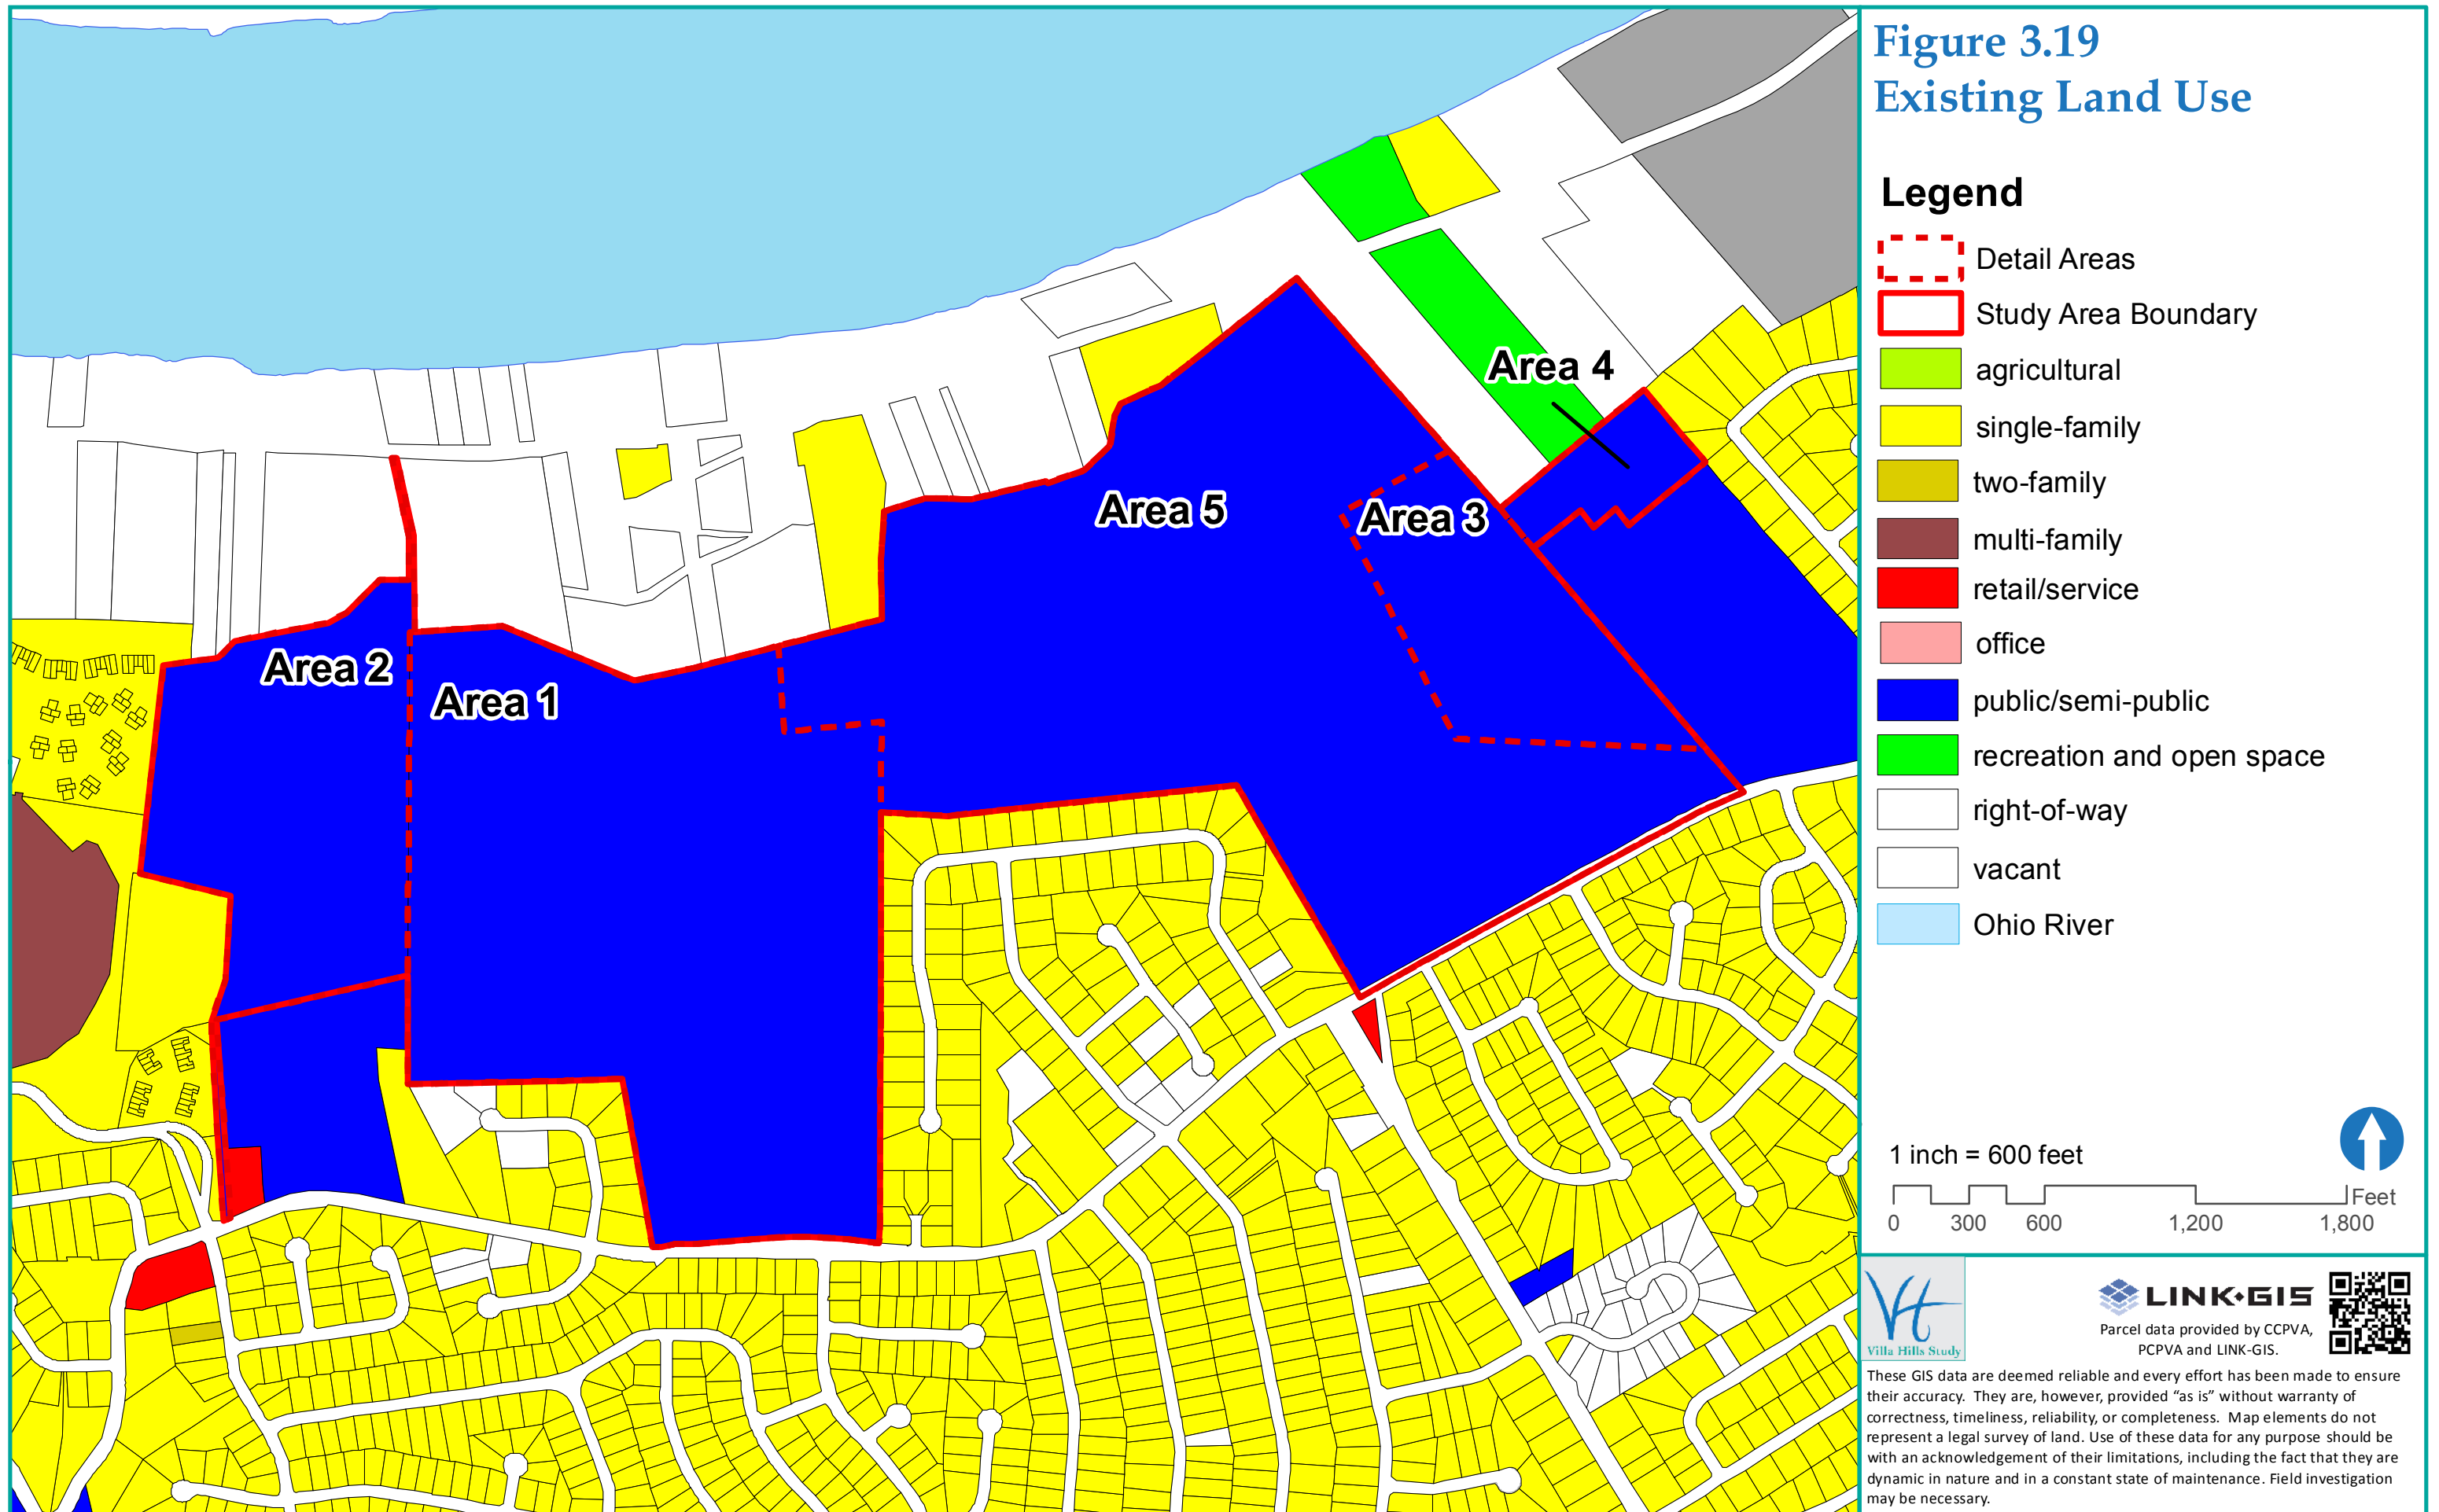 Figure 3.19
Existing Land Use
Legend
Detail Areas
Study Area Boundary
agricultural
single-family
two-family
multi-family
retail/service
office
public/semi-public
recreation and open space
right-of-way
vacant
Ohio River
Area 4
Area 5
Area 3
Area 2
Area 1
1 inch = 600 feet
Feet
0 300 600 1,200 1,800
VH
Villa Hills Study
LINK·GIS
Parcel data provided by CCPVA,
PCPVA and LINK-GIS.
These GIS data are deemed reliable and every effort has been made to ensure
their accuracy. They are, however, provided “as is” without warranty of
correctness, timeliness, reliability, or completeness. Map elements do not
represent a legal survey of land. Use of these data for any purpose should be
with an acknowledgement of their limitations, including the fact that they are
dynamic in nature and in a constant state of maintenance. Field investigation
may be necessary.